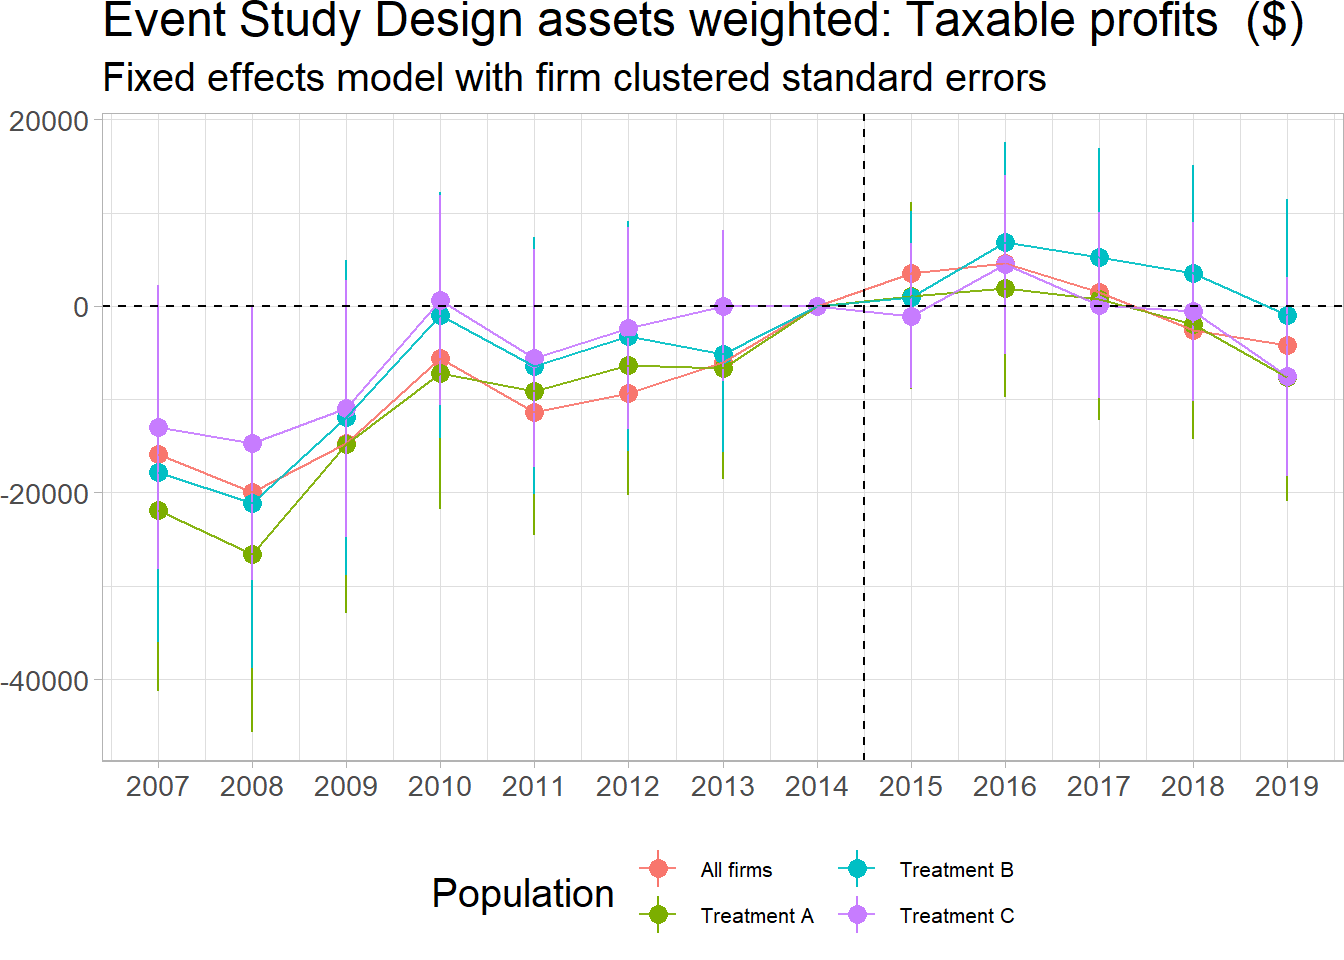 Event Study Design assets weighted: Taxable profits ($)
Fixed effects model with firm clustered standard errors
20000
0
-20000
-40000
2007 2008 2009 2010 2011 2012 2013 2014 2015 2016 2017 2018 2019
Population
All firms
Treatment B
Treatment A
Treatment C